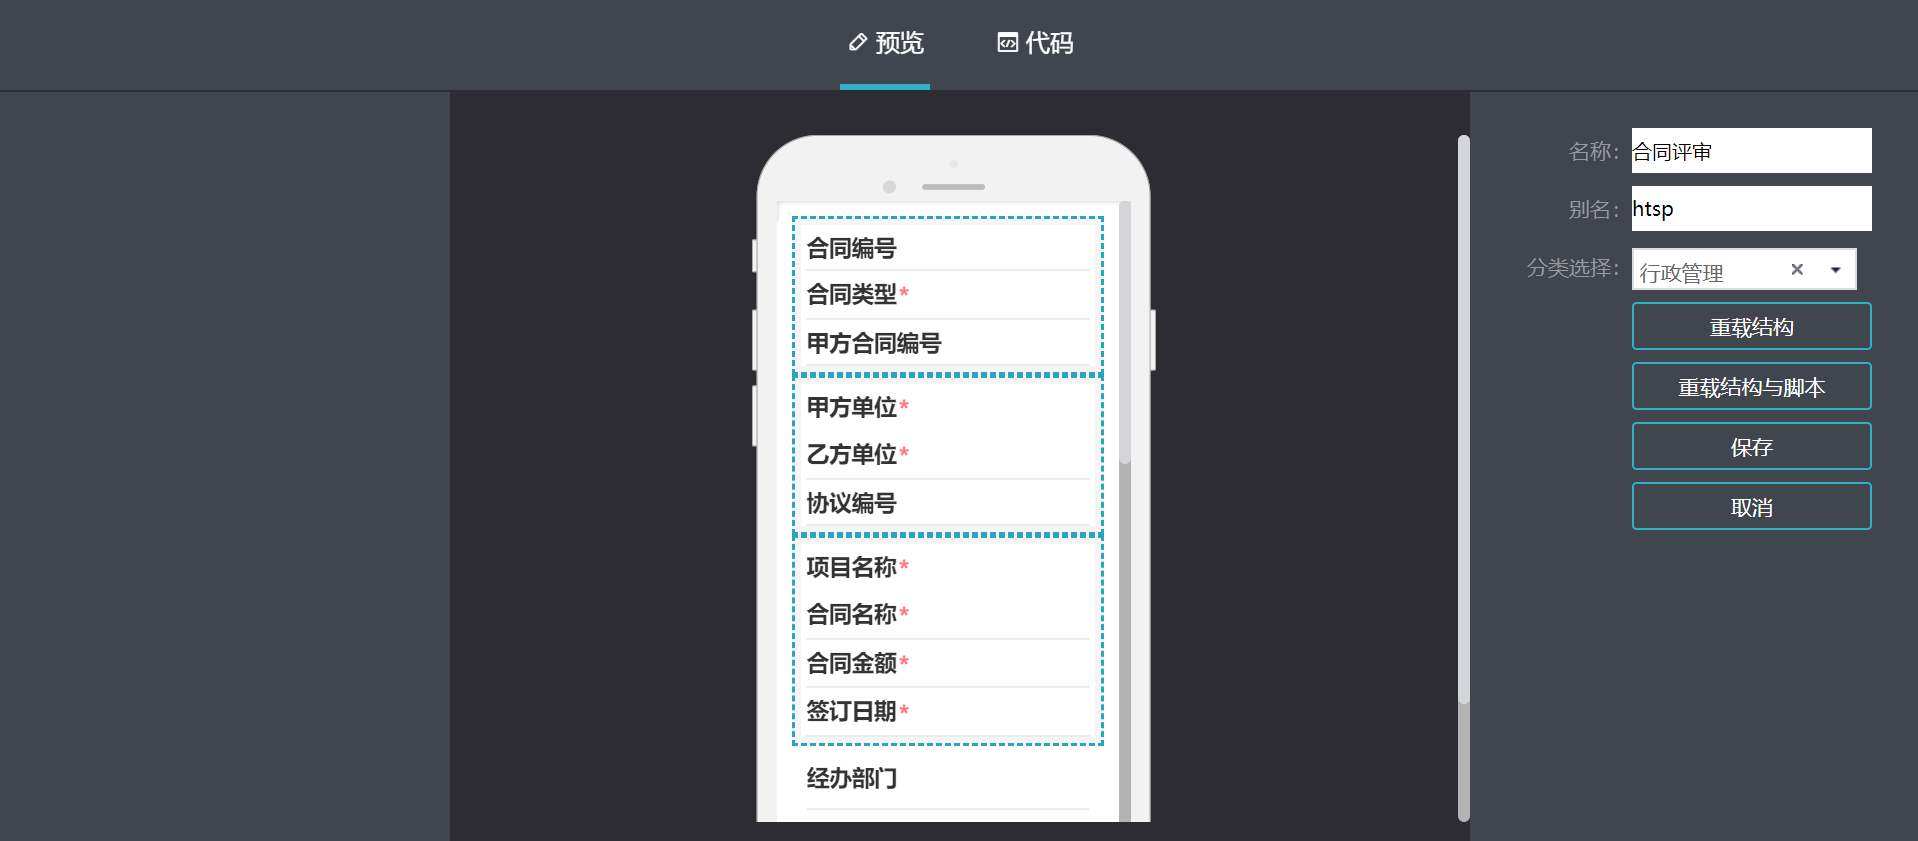 预览
代码
合同编号
合同类型*
甲方合同编号
甲方单位*
乙方单位*
协议编号
项目名称*
合同名称*
合同金额*
签订日期*
经办部门
名称：合同评审
别名：htsp
分类选择：行政管理
重载结构
重载结构与脚本
保存
取消